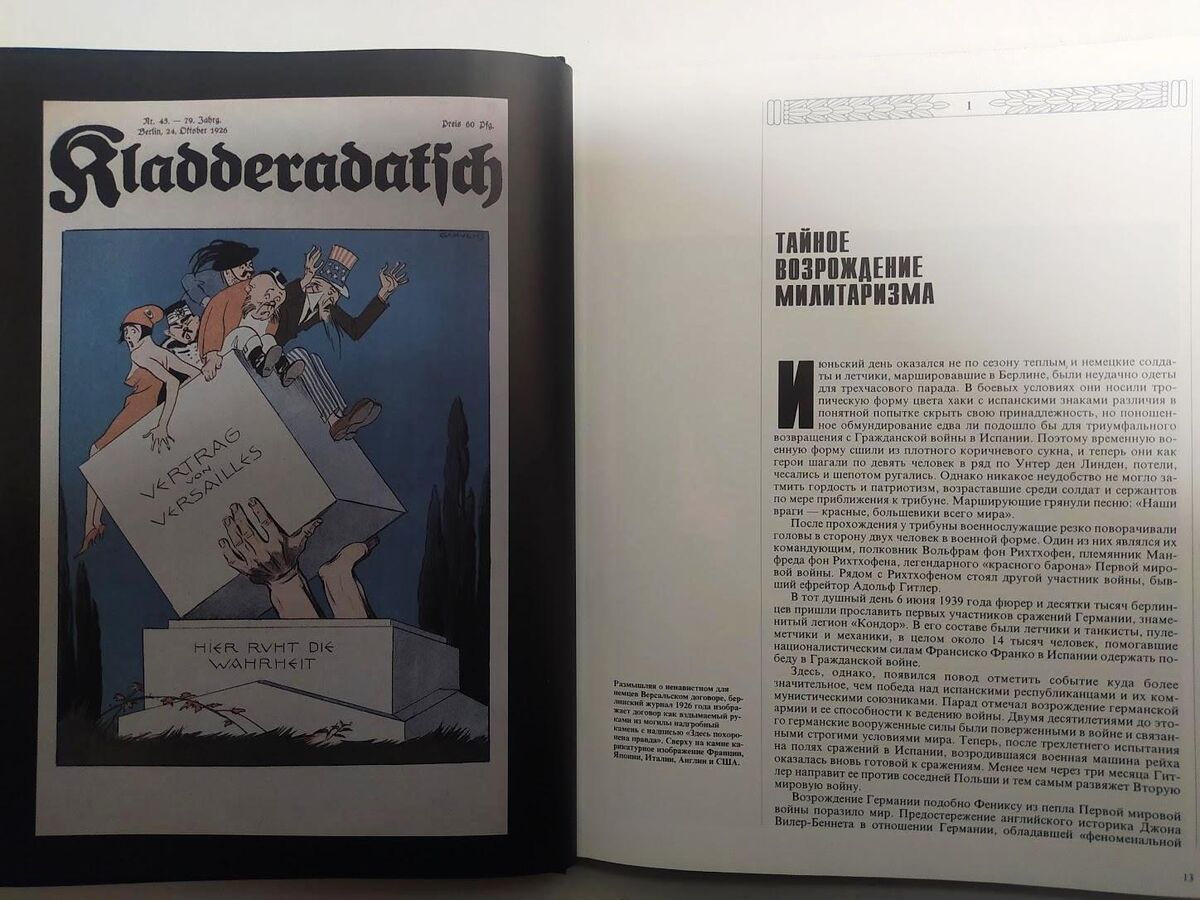 Nr. 43. — 79. Jahrg.
Berlin, 24. Oktober 1926
Preis 60 Pfg.
Kladderadatsch
VERTRAG
VON
VERSAILLES
HIER RUHT DIE
WAHRHEIT
Размышляя о ненавистном для
немцев Версальском договоре, бер-
линский журнал 1926 года изобра-
жает договор как вздымаемый ру-
ками из могилы надгробный
камень с надписью «Здесь похоро-
нена правда». Сверху на камне ка-
рикатурное изображение Франции,
Японии, Италии, Англии и США.
1
ТАЙНОЕ
ВОЗРОЖДЕНИЕ
МИЛИТАРИЗМА
Июньский день оказался не по сезону теплым и немецкие солда-
ты и летчики, маршировавшие в Берлине, были неудачно одеты
для трехчасового парада. В боевых условиях они носили тро-
пическую форму цвета хаки с испанскими знаками различия в
понятной попытке скрыть свою принадлежность, но поношен-
ное обмундирование едва ли подошло бы для триумфального
возвращения с Гражданской войны в Испании. Поэтому временную во-
енную форму сшили из плотного коричневого сукна, и теперь они как
герои шагали по девять человек в ряд по Унтер ден Линден, потели,
чесались и шепотом ругались. Однако никакое неудобство не могло за-
тмить гордость и патриотизм, возраставшие среди солдат и сержантов
по мере приближения к трибуне. Марширующие грянули песню: «Наши
враги — красные, большевики всего мира».
После прохождения у трибуны военнослужащие резко поворачивали
головы в сторону двух человек в военной форме. Один из них являлся их
командующим, полковник Вольфрам фон Рихтхофен, племянник Ман-
фреда фон Рихтхофена, легендарного «красного барона» Первой миро-
вой войны. Рядом с Рихтхофеном стоял другой участник войны, быв-
ший ефрейтор Адольф Гитлер.
В тот душный день 6 июня 1939 года фюрер и десятки тысяч берлин-
цев пришли прославить первых участников сражений Германии, знаме-
нитый легион «Кондор». В его составе были летчики и танкисты, пуле-
метчики и механики, в целом около 14 тысяч человек, помогавшие
националистическим силам Франсиско Франко в Испании одержать по-
беду в Гражданской войне.
Здесь, однако, появился повод отметить событие куда более
значительное, чем победа над испанскими республиканцами и их ком-
мунистическими союзниками. Парад отмечал возрождение германской
армии и ее способности к ведению войны. Двумя десятилетиями до это-
го германские вооруженные силы были поверженными в войне и связан-
ными строгими условиями мира. Теперь, после трехлетнего испытания
на полях сражений в Испании, возродившаяся военная машина рейха
оказалась вновь готовой к сражениям. Менее чем через три месяца Гит-
лер направит ее против соседней Польши и тем самым развяжет Вторую
мировую войну.
Возрождение Германии подобно Фениксу из пепла Первой мировой
войны поразило мир. Предостережение английского историка Джона
Вилер-Беннета в отношении Германии, обладавшей «феноменальной
13